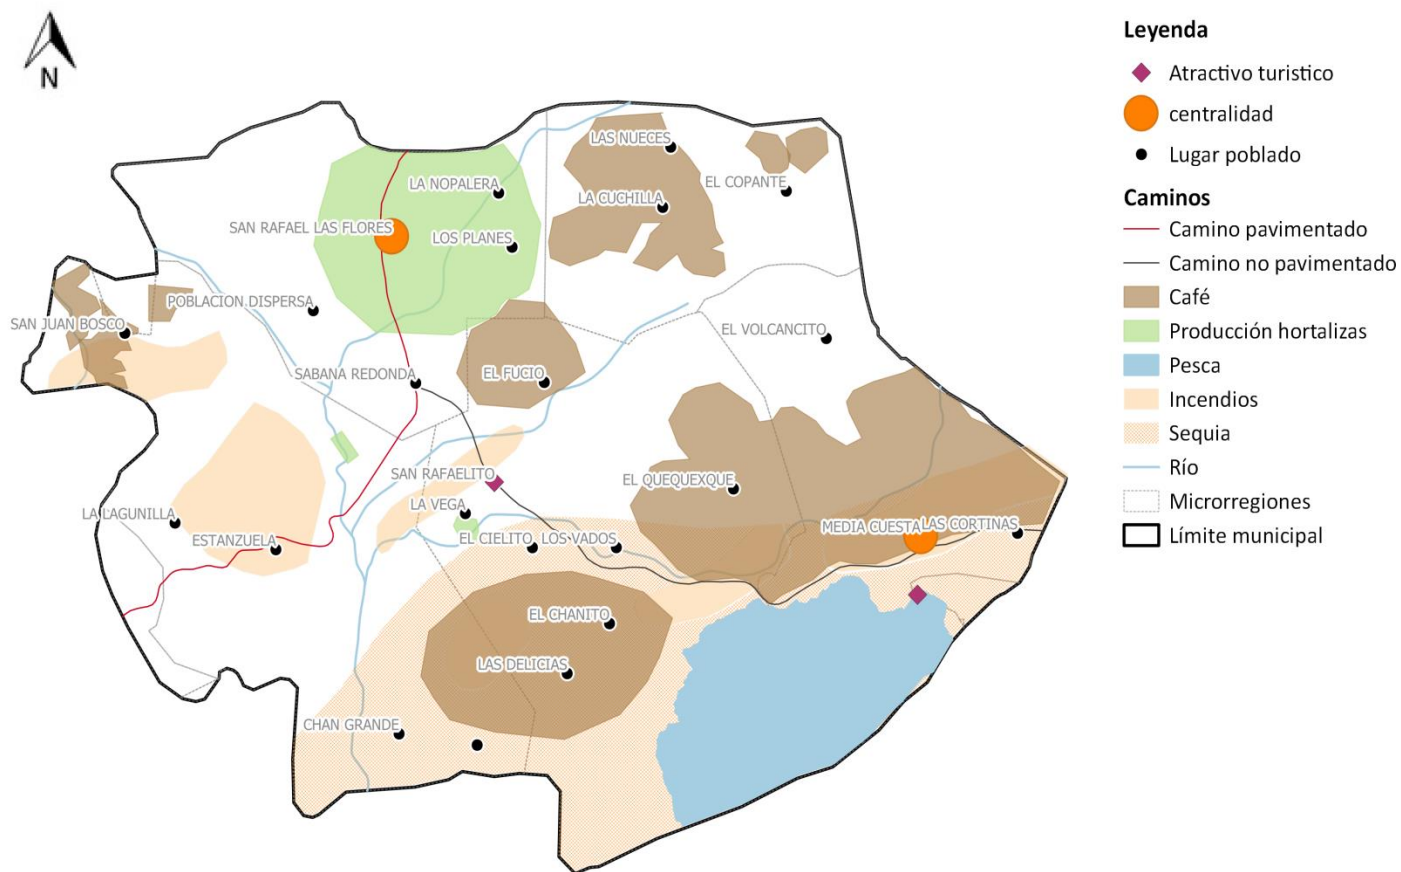 N
LAS NUECES
LA NOPALERA
EL COPANTE
LA CUCHILLA
SAN RAFAEL LAS FLORES
LOS PLANES
POBLACION DISPERSA
SAN JUAN BOSCO
EL VOLCANCITO
SABANA REDONDA
EL FUCIO
SAN RAFAELITO
EL QUEQUEXQUE
LA VEGA
LA LAGUNILLA
MEDIA CUESTA
LAS CORTINAS
ESTANZUELA
EL CIELITO
LOS VADOS
EL CHANITO
LAS DELICIAS
CHAN GRANDE
Leyenda
Atractivo turistico
centralidad
Lugar poblado
Caminos
Camino pavimentado
Camino no pavimentado
Café
Producción hortalizas
Pesca
Incendios
Sequia
Río
Microrregiones
Límite municipal